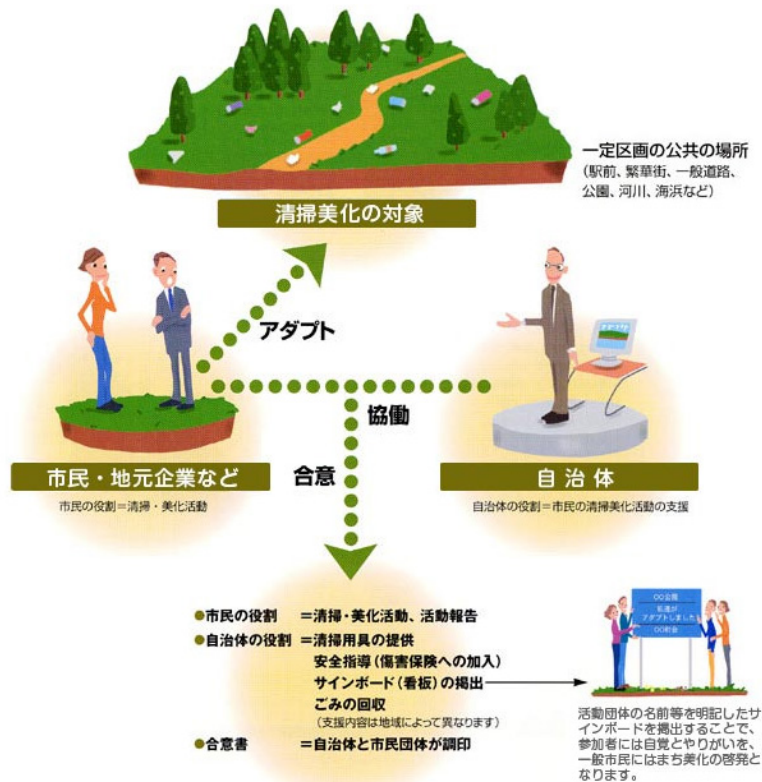 一定区画の公共の場所
（駅前、繁華街、一般道路、
公園、河川、海浜など）
清掃美化の対象
アダプト
協働
市民・地元企業など
合意
自治体
市民の役割＝清掃・美化活動
自治体の役割＝市民の清掃美化活動の支援
●市民の役割　＝清掃・美化活動、活動報告
●自治体の役割＝清掃用具の提供
安全指導（傷害保険への加入）
サインボード（看板）の掲出
ごみの回収
（支援内容は地域によって異なります）
●合意書　＝自治体と市民団体が調印
〇〇公園
私達が
アダプトしました
〇〇町会
活動団体の名前等を明記したサ
インボードを掲出することで、
参加者には自覚とやりがいを、
一般市民にはまち美化の啓発と
なります。